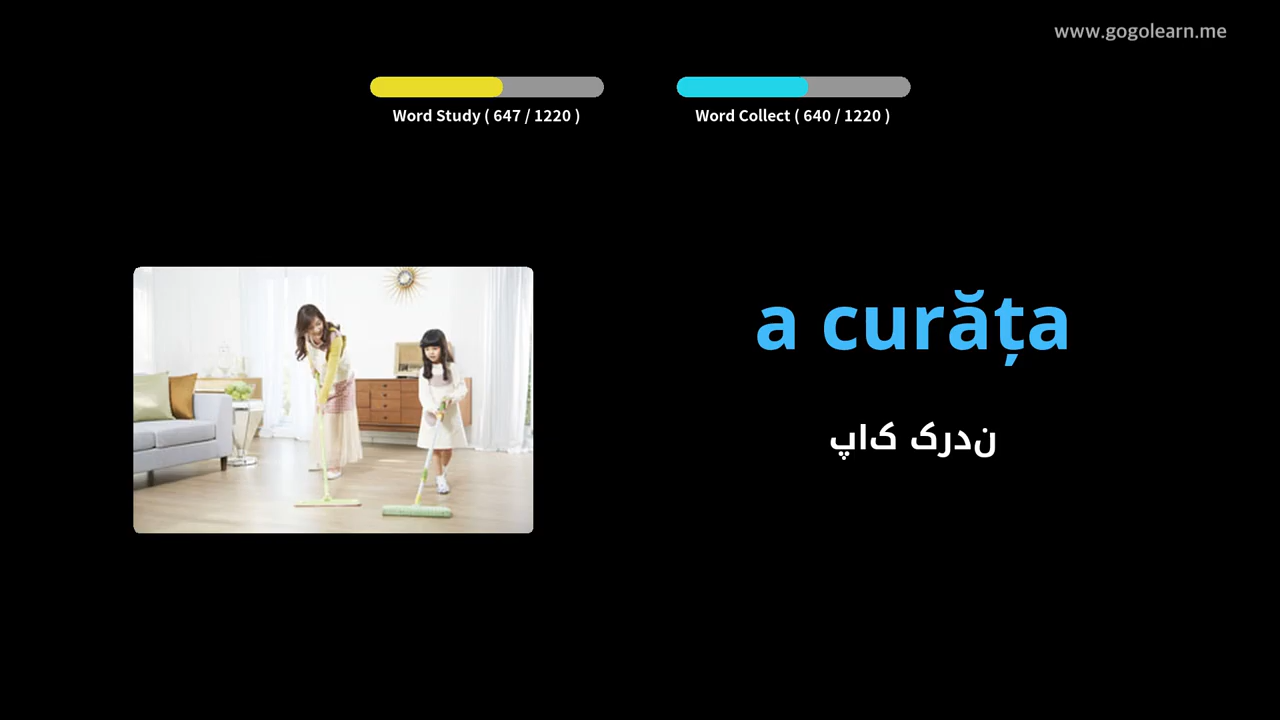 www.gogolearn.me
Word Study ( 647 / 1220 )
Word Collect ( 640 / 1220 )
a curăța
پاک کردن